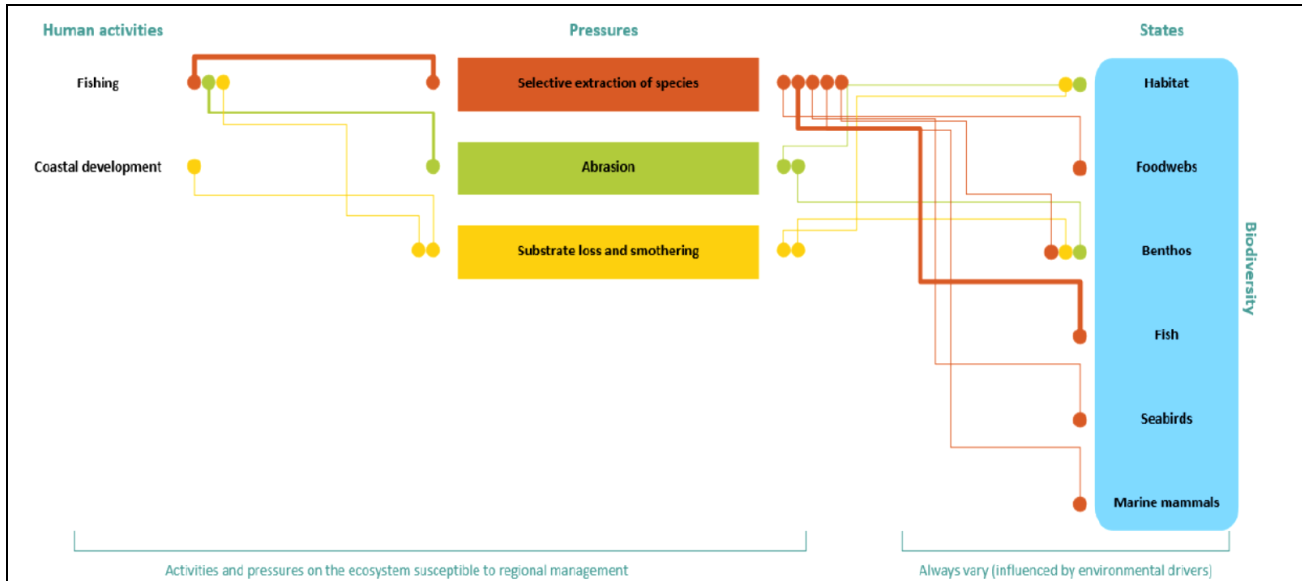 Human activities
Pressures
States
Fishing
Selective extraction of species
Habitat
Coastal development
Abrasion
Foodwebs
Substrate loss and smothering
Benthos
Biodiversity
Fish
Seabirds
Marine mammals
Activities and pressures on the ecosystem susceptible to regional management
Always vary (influenced by environmental drivers)